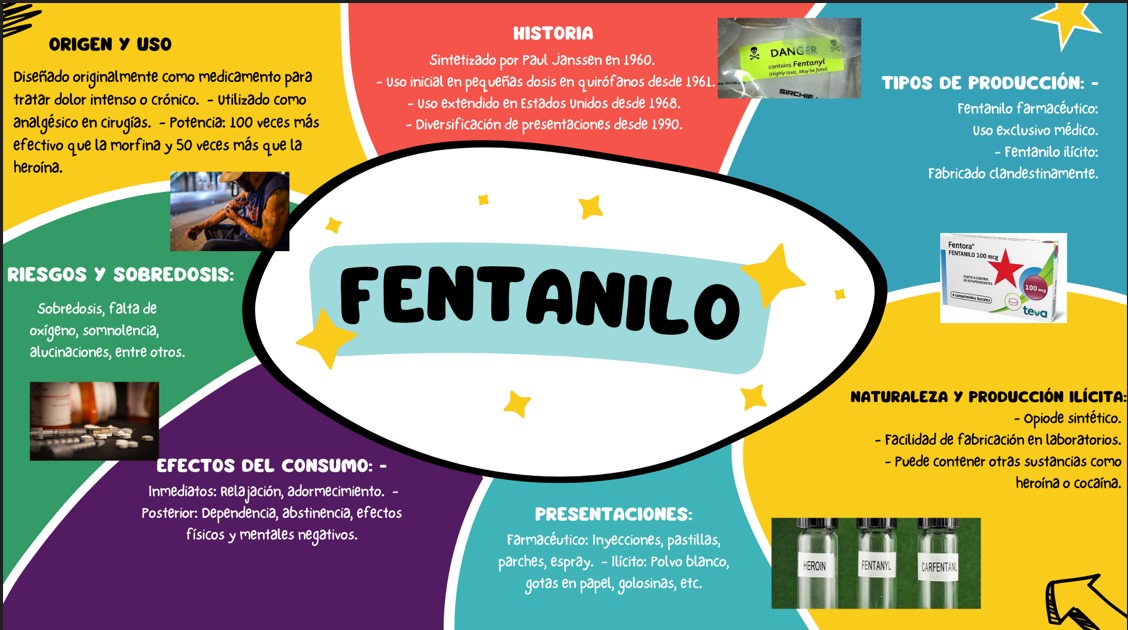 ORIGEN Y USO
Diseñado originalmente como medicamento para
tratar dolor intenso o crónico. - Utilizado como
analgésico en cirugías. - Potencia: 100 veces más
efectivo que la morfina y 50 veces más que la
heroína.
HISTORIA
Sintetizado por Paul Janssen en 1960.
- Uso inicial en pequeñas dosis en quirófanos desde 1961.
- Uso extendido en Estados Unidos desde 1968.
- Diversificación de presentaciones desde 1990.
DANGER
contains Fentanyl
(Highly toxic, May be fatal)
SIRCHIE
TIPOS DE PRODUCCIÓN: -
Fentanilo farmacéutico:
Uso exclusivo médico.
- Fentanilo ilícito:
Fabricado clandestinamente.
Fentora®
FENTANILO 100 mcg
100 mcg
teva
FENTANILO
RIESGOS Y SOBREDOSIS:
Sobredosis, falta de
oxígeno, somnolencia,
alucinaciones, entre otros.
NATURALEZA Y PRODUCCIÓN ILÍCITA:
- Opiode sintético.
- Facilidad de fabricación en laboratorios.
- Puede contener otras sustancias como
heroína o cocaína.
EFECTOS DEL CONSUMO: -
Inmediatos: Relajación, adormecimiento. -
Posterior: Dependencia, abstinencia, efectos
físicos y mentales negativos.
PRESENTACIONES:
Farmacéutico: Inyecciones, pastillas,
parches, espray. - Ilícito: Polvo blanco,
gotas en papel, golosinas, etc.
HEROIN
FENTANYL
CARFENTANIL